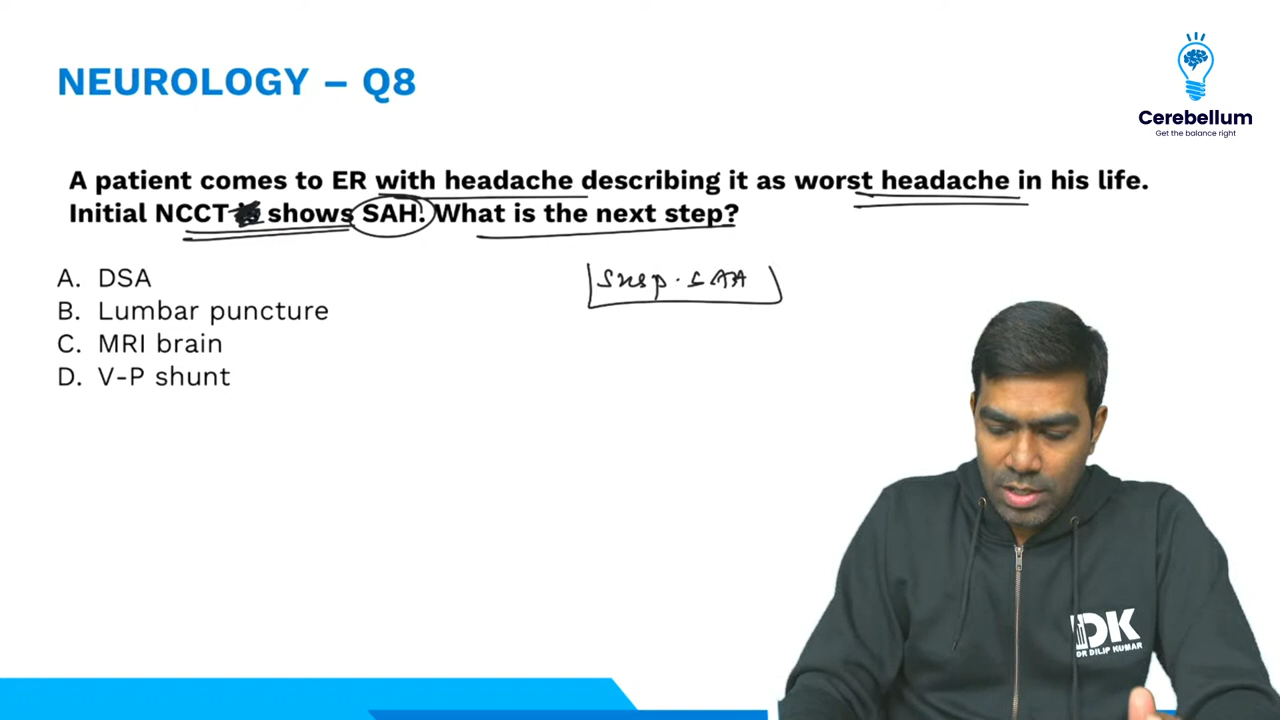 NEUROLOGY – Q8
Cerebellum
Get the balance right
A patient comes to ER with headache describing it as worst headache in his life.
Initial NCCT shows SAH! What is the next step?
Susp. SAH
A. DSA
B. Lumbar puncture
C. MRI brain
D. V-P shunt
DK
DR DILIP KUMAR